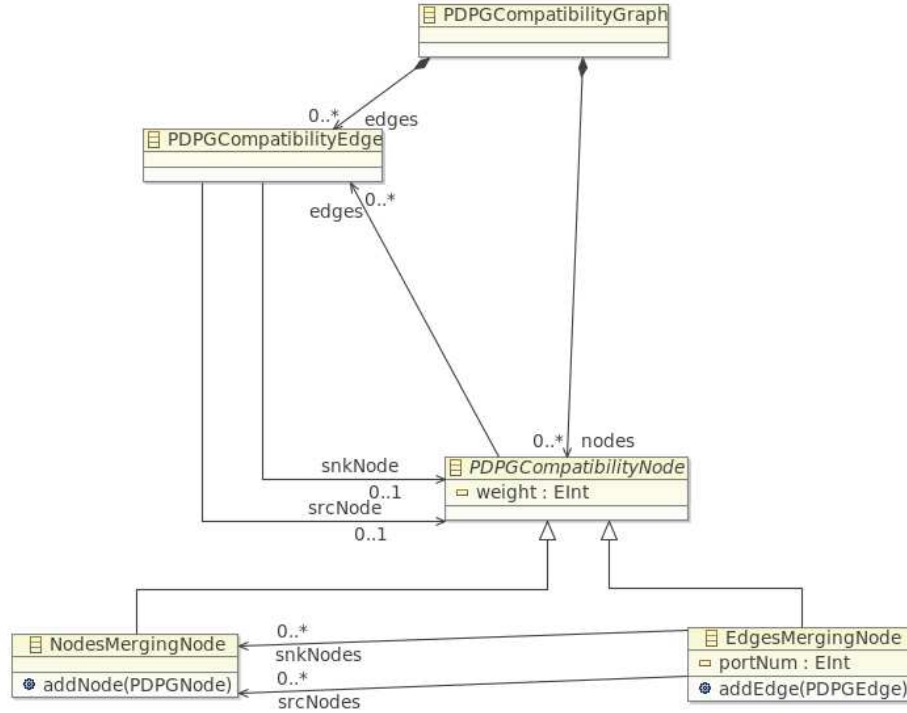 PDPGCompatibilityGraph
0..*
edges
PDPGCompatibilityEdge
0..*
edges
0..* nodes
PDPGCompatibilityNode
weight : EInt
snkNode
0..1
srcNode
0..1
NodesMergingNode
addNode(PDPGNode)
0..*
snkNodes
0..*
srcNodes
EdgesMergingNode
portNum : EInt
addEdge(PDPGEdge)